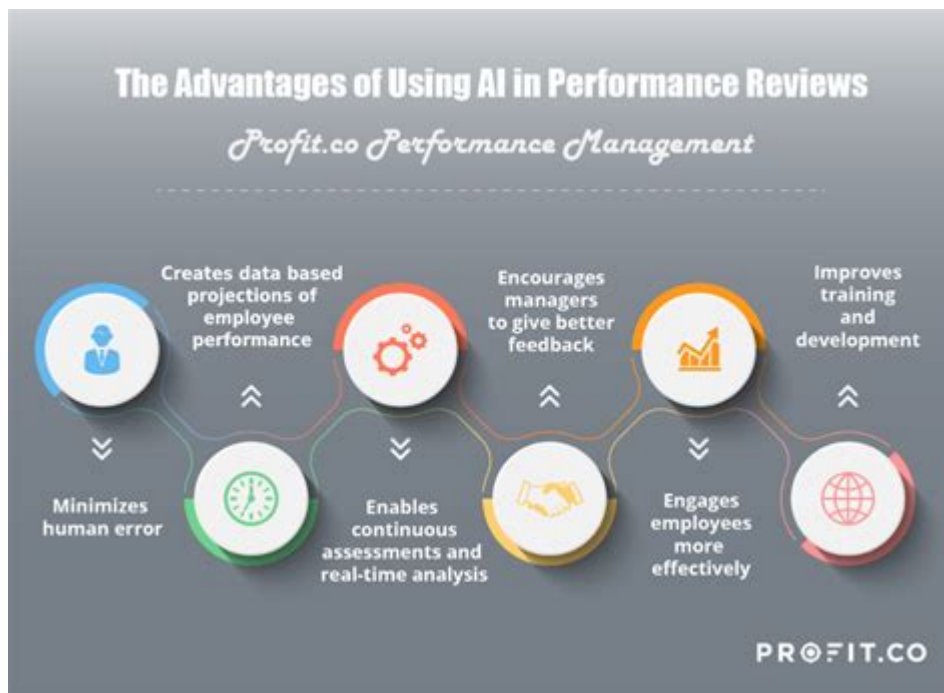 The Advantages of Using AI in Performance Reviews
Profit.co Performance Management
Minimizes
human error
Creates data based
projections of
employee
performance
Enables
continuous
assessments and
real-time analysis
Encourages
managers
to give better
feedback
Engages
employees
more
effectively
Improves
training
and
development
PROFIT.CO